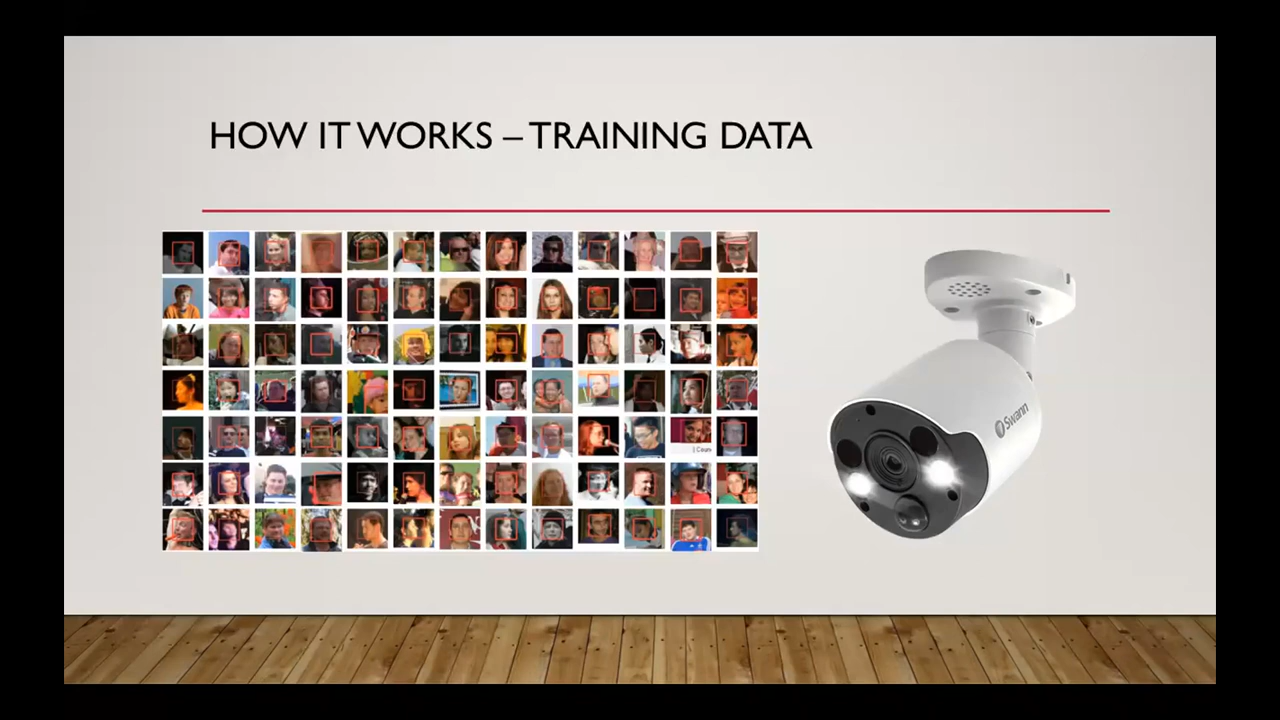 HOW IT WORKS – TRAINING DATA
Swann